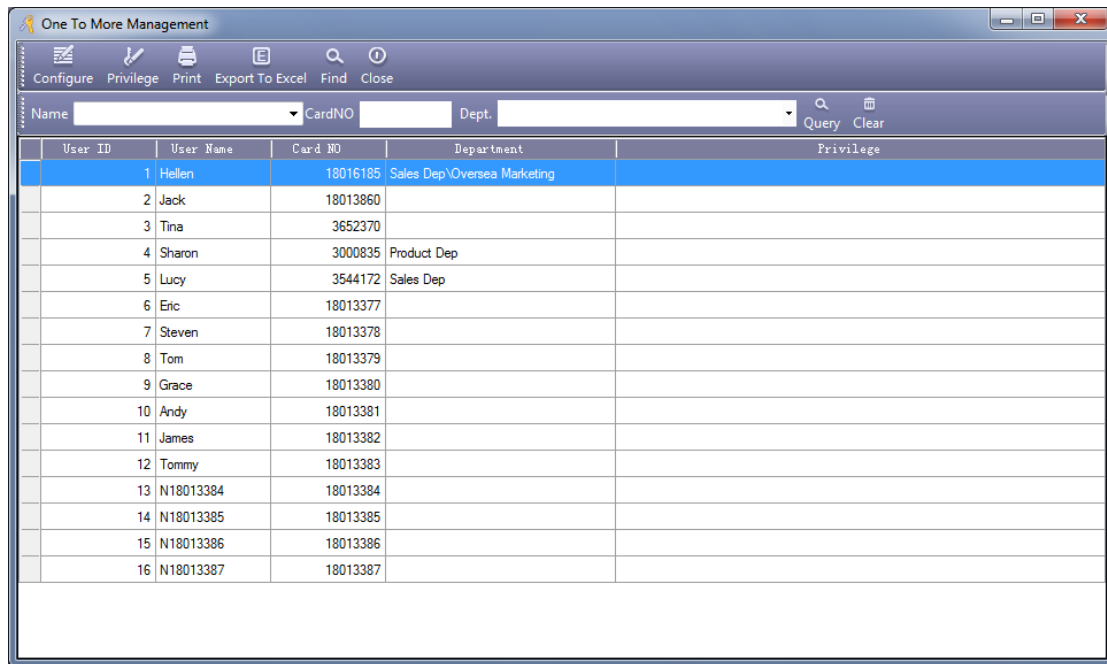 One To More Management
Configure Privilege Print Export To Excel Find Close
Name CardNO Dept. Query Clear
User ID User Name Card NO Department Privilege
1 Hellen 18016185 Sales Dep\Oversea Marketing
2 Jack 18013860
3 Tina 3652370
4 Sharon 3000835 Product Dep
5 Lucy 3544172 Sales Dep
6 Eric 18013377
7 Steven 18013378
8 Tom 18013379
9 Grace 18013380
10 Andy 18013381
11 James 18013382
12 Tommy 18013383
13 N18013384 18013384
14 N18013385 18013385
15 N18013386 18013386
16 N18013387 18013387